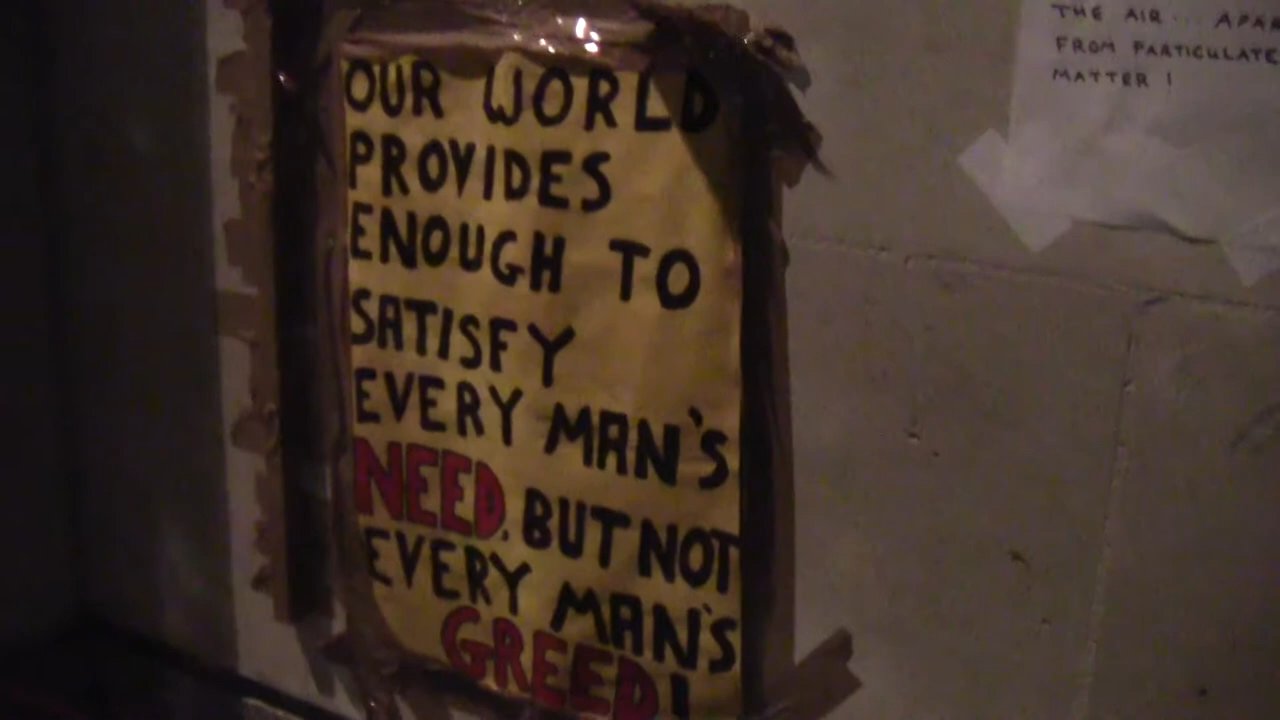 OUR WORLD
PROVIDES
ENOUGH TO
SATISFY
EVERY MAN'S
NEED. BUT NOT
EVERY MAN'S
GREED!
THE AIR ... APAR
FROM PARTICULATE
MATTER !